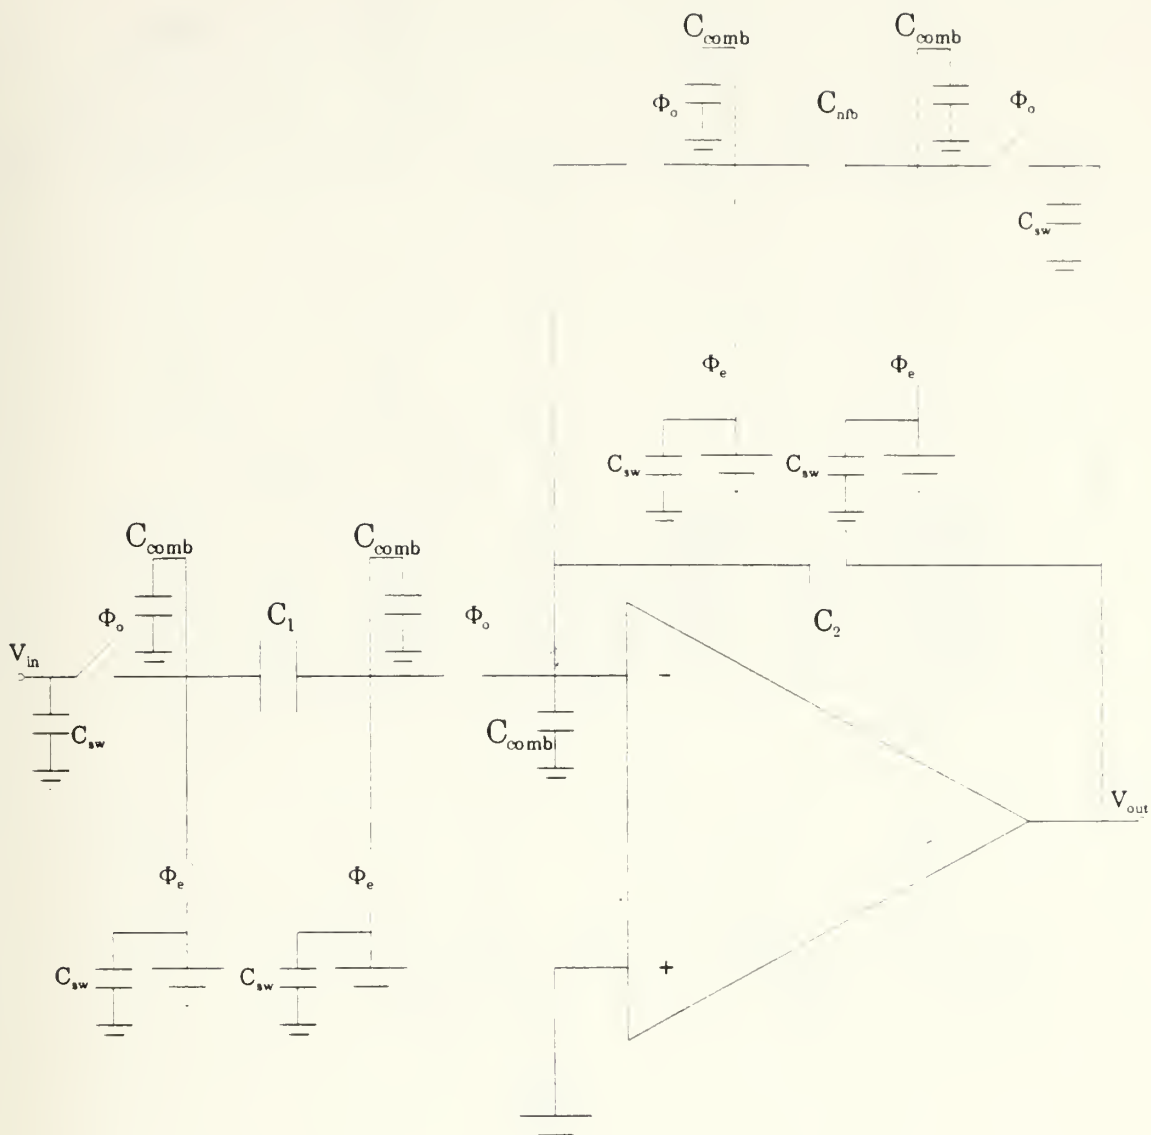 C_comb C_comb
Φ_o C_nfb Φ_o
C_sw
Φ_e Φ_e
C_sw C_sw
C_comb C_comb
Φ_o C_1 Φ_o C_2
V_in -
C_sw C_comb
V_out
Φ_e Φ_e
C_sw C_sw +